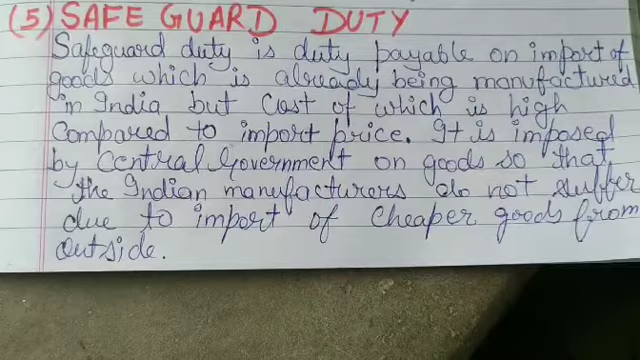 (5) SAFE GUARD DUTY
Safeguard duty is duty payable on import of
goods which is already being manufactured
in India but cost of which is high
compared to import price. It is imposed
by Central Government on goods so that
the Indian manufacturers do not suffer
due to import of cheaper goods from
outside.